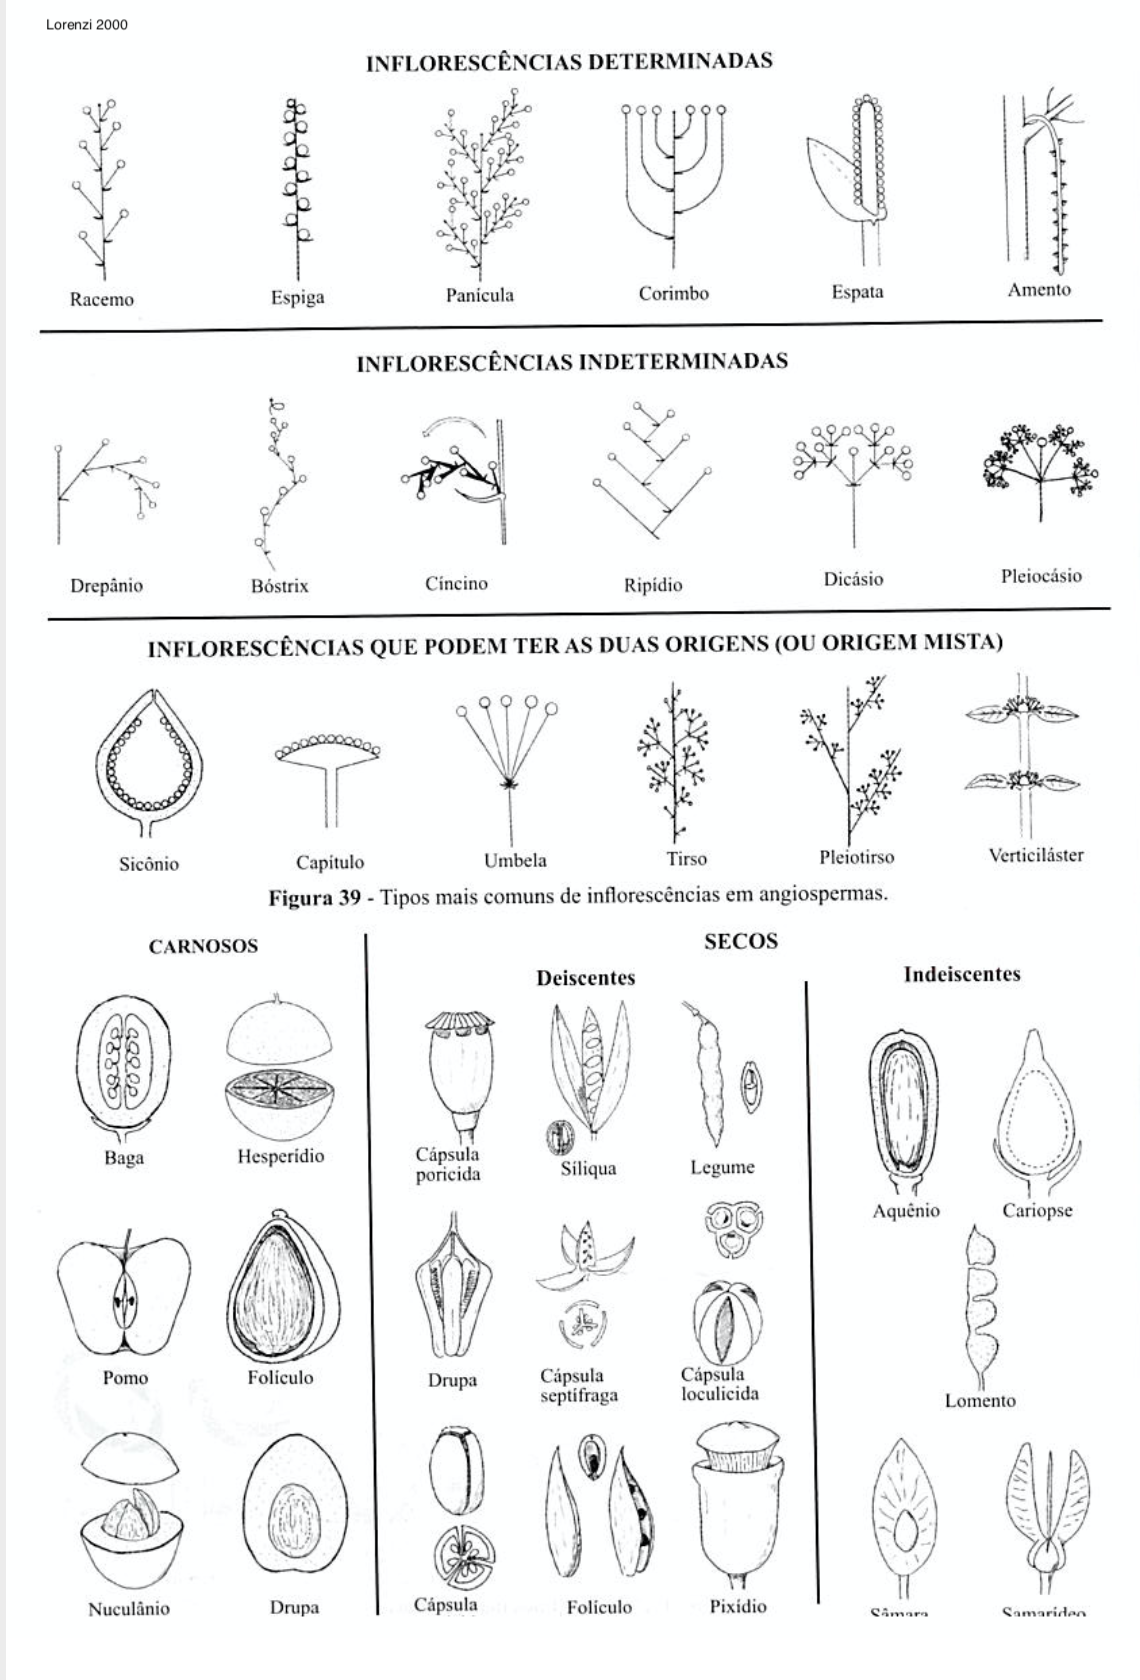 Lorenzi 2000
INFLORESCÊNCIAS DETERMINADAS
Racemo
Espiga
Panícula
Corimbo
Espata
Amento
INFLORESCÊNCIAS INDETERMINADAS
Drepânio
Bóstrix
Cíncino
Ripídio
Dicásio
Pleiocásio
INFLORESCÊNCIAS QUE PODEM TER AS DUAS ORIGENS (OU ORIGEM MISTA)
Sicônio
Capítulo
Umbela
Tirso
Pleiotirso
Verticiláster
Figura 39 - Tipos mais comuns de inflorescências em angiospermas.
CARNOSOS
SECOS
Deiscentes
Indeiscentes
Baga
Hesperídio
Cápsula
poricida
Síliqua
Legume
Aquênio
Cariopse
Pomo
Folículo
Drupa
Cápsula
septífraga
Cápsula
loculicida
Lomento
Nuculânio
Drupa
Cápsula
Folículo
Pixídio
Sâmara
Samarídeo